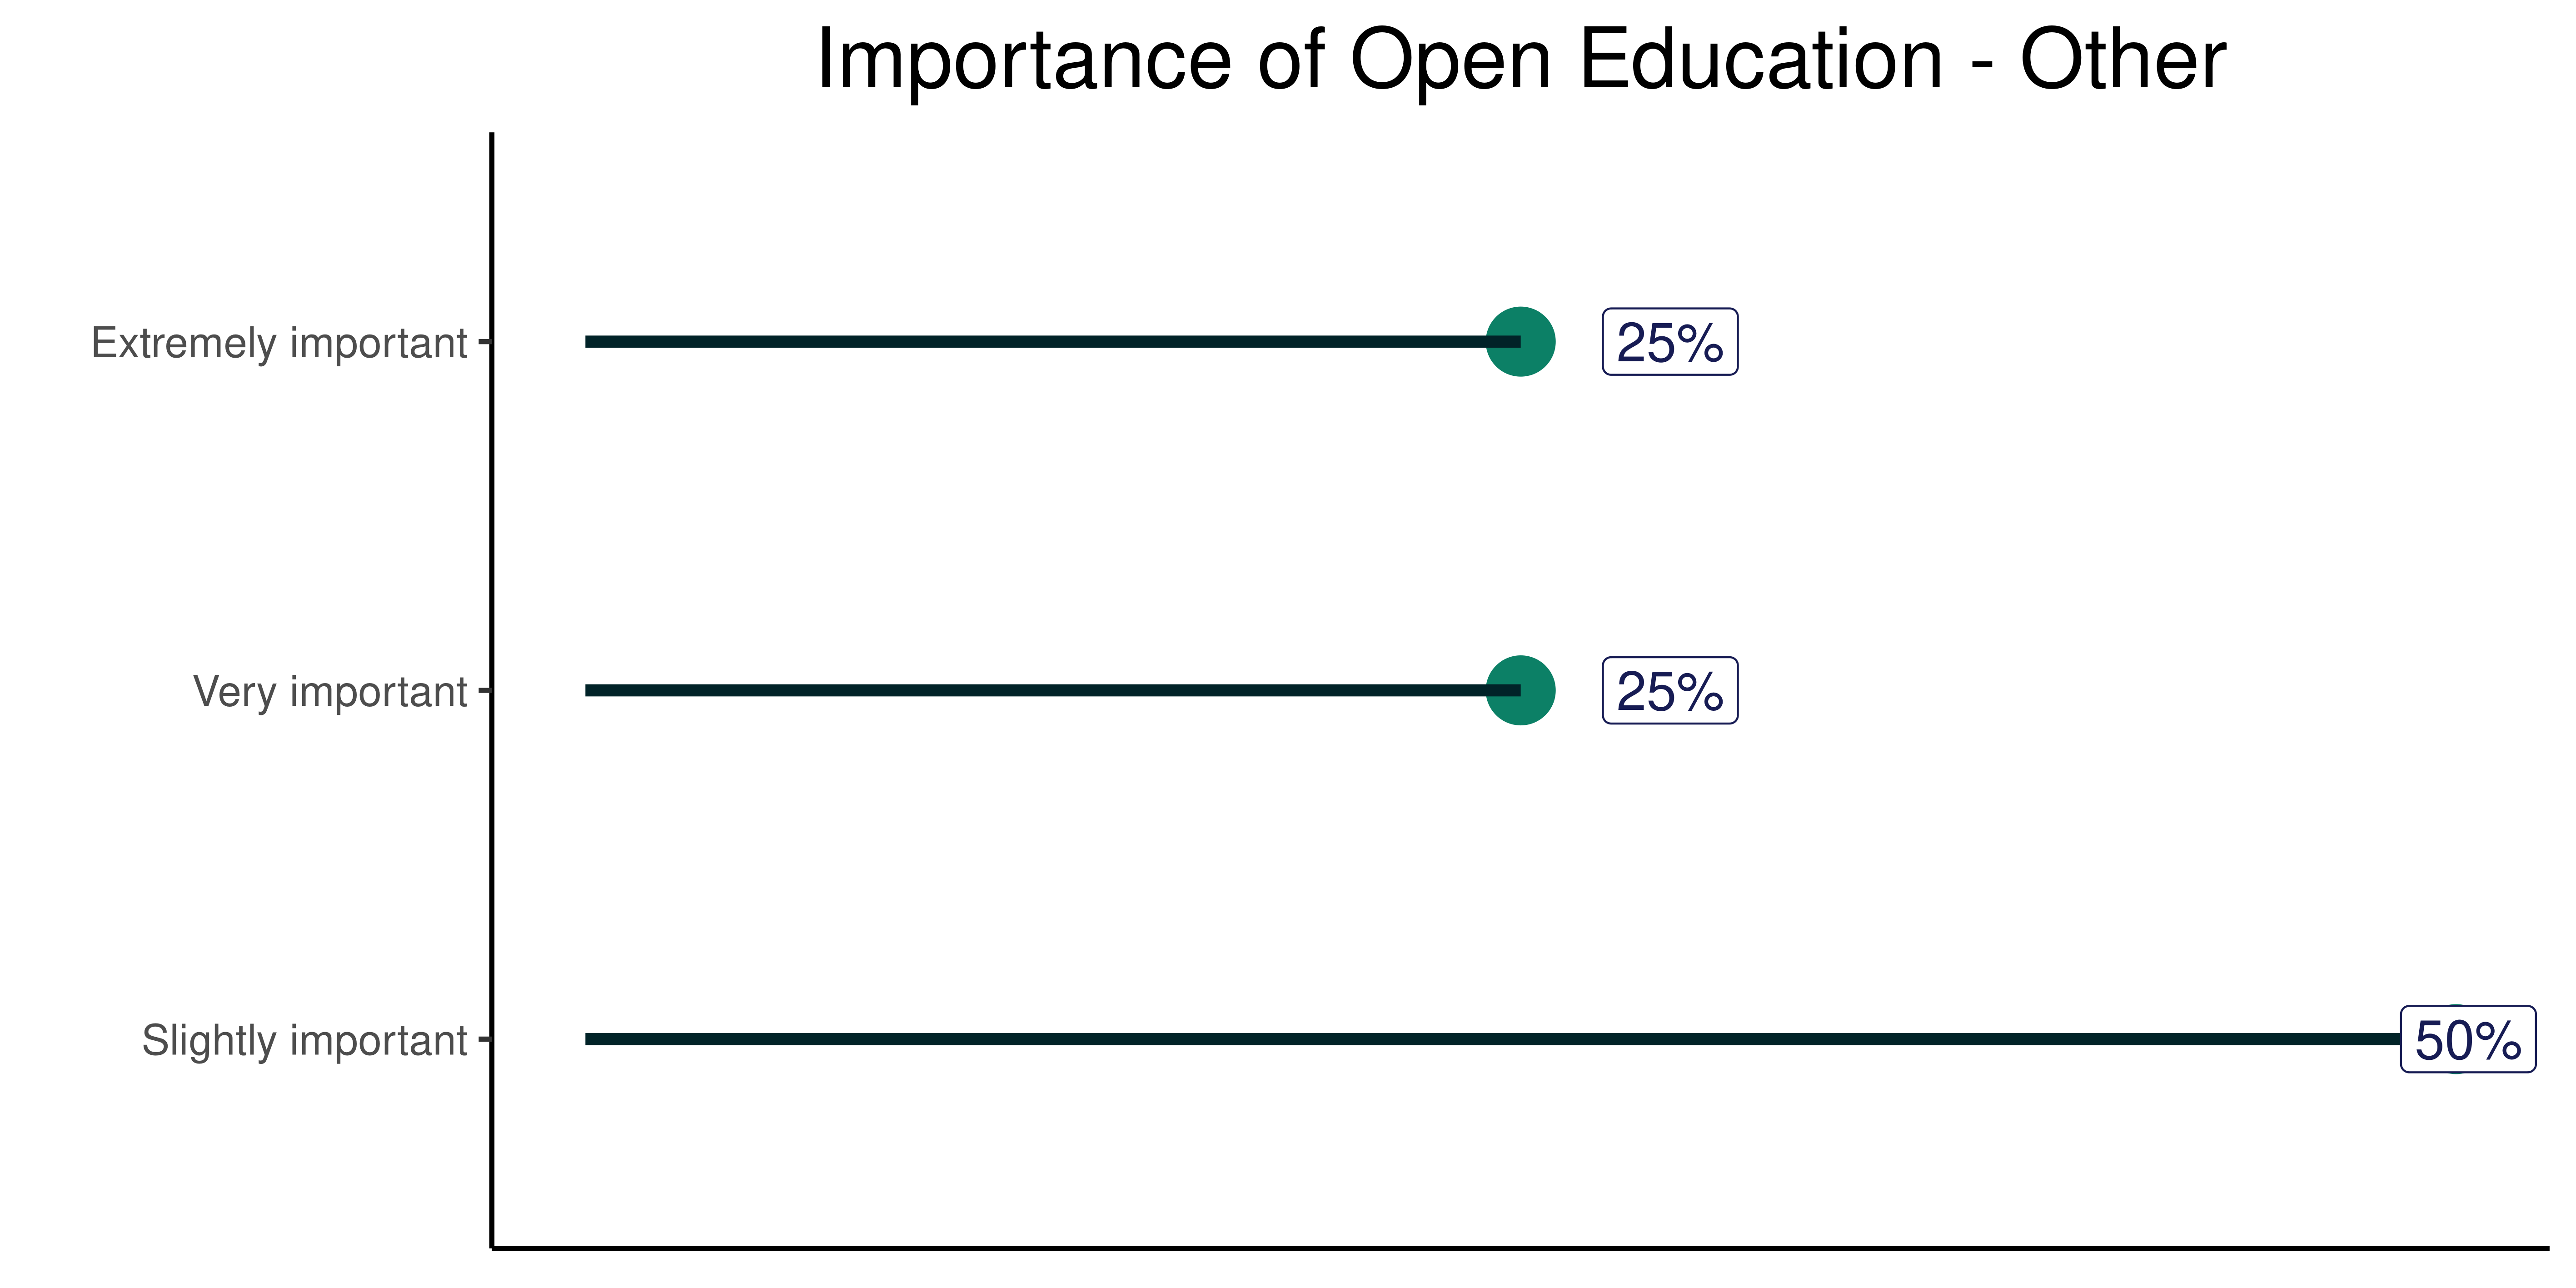 Importance of Open Education - Other
Extremely important
25%
Very important
25%
Slightly important
50%